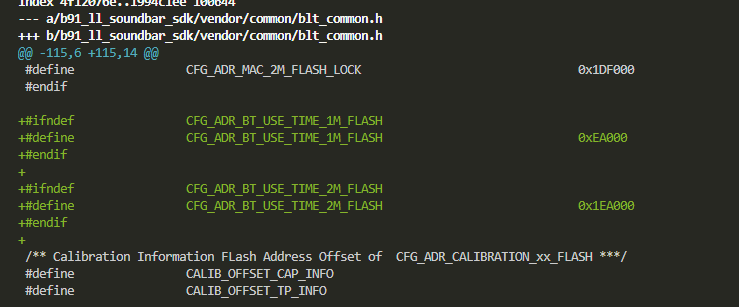 index 4f12076e..1994c1ee 100644
--- a/b91_ll_soundbar_sdk/vendor/common/blt_common.h
+++ b/b91_ll_soundbar_sdk/vendor/common/blt_common.h
@@ -115,6 +115,14 @@
#define CFG_ADR_MAC_2M_FLASH_LOCK 0x1DF000
#endif
+#ifndef CFG_ADR_BT_USE_TIME_1M_FLASH
+#define CFG_ADR_BT_USE_TIME_1M_FLASH 0xEA000
+#endif
+
+#ifndef CFG_ADR_BT_USE_TIME_2M_FLASH
+#define CFG_ADR_BT_USE_TIME_2M_FLASH 0x1EA000
+#endif
+
/** Calibration Information FLash Address Offset of CFG_ADR_CALIBRATION_xx_FLASH ***/
#define CALIB_OFFSET_CAP_INFO
#define CALIB_OFFSET_TP_INFO